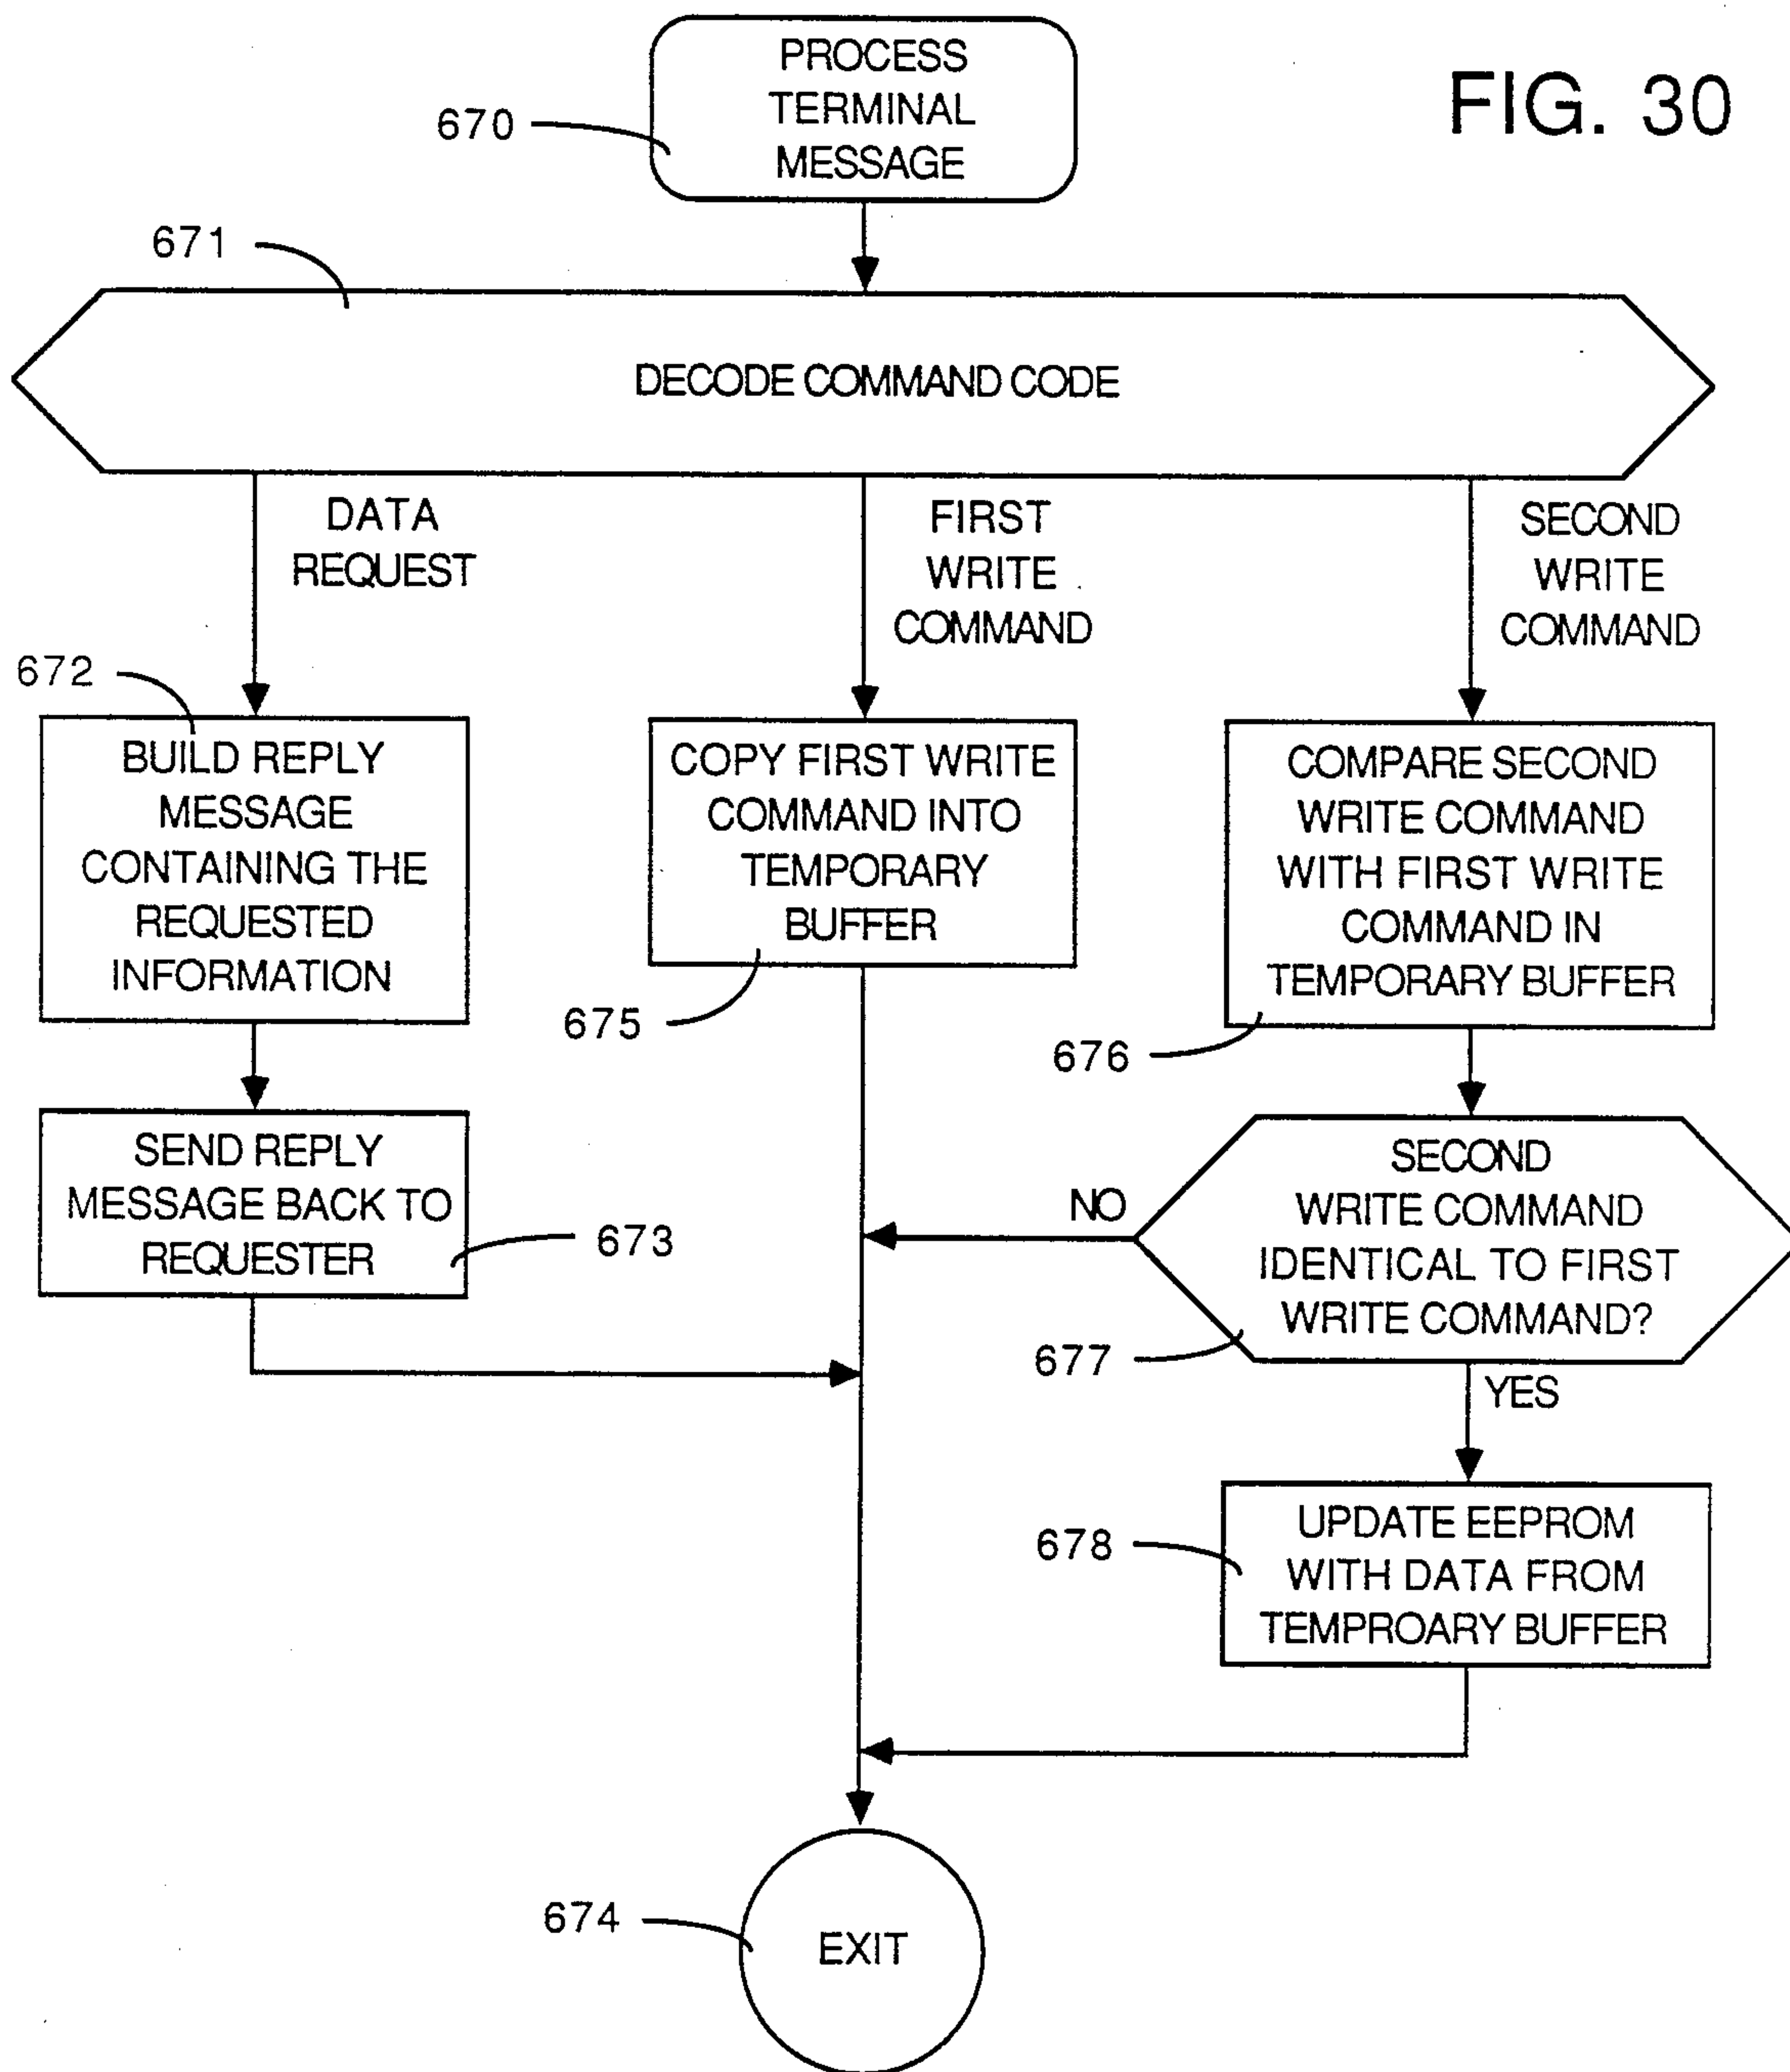 FIG. 30
PROCESS
TERMINAL
MESSAGE
670
671
DECODE COMMAND CODE
DATA
REQUEST
FIRST
WRITE
COMMAND
SECOND
WRITE
COMMAND
672
BUILD REPLY
MESSAGE
CONTAINING THE
REQUESTED
INFORMATION
COPY FIRST WRITE
COMMAND INTO
TEMPORARY
BUFFER
675
COMPARE SECOND
WRITE COMMAND
WITH FIRST WRITE
COMMAND IN
TEMPORARY BUFFER
676
SEND REPLY
MESSAGE BACK TO
REQUESTER
673
NO
SECOND
WRITE COMMAND
IDENTICAL TO FIRST
WRITE COMMAND?
677
YES
678
UPDATE EEPROM
WITH DATA FROM
TEMPROARY BUFFER
674
EXIT